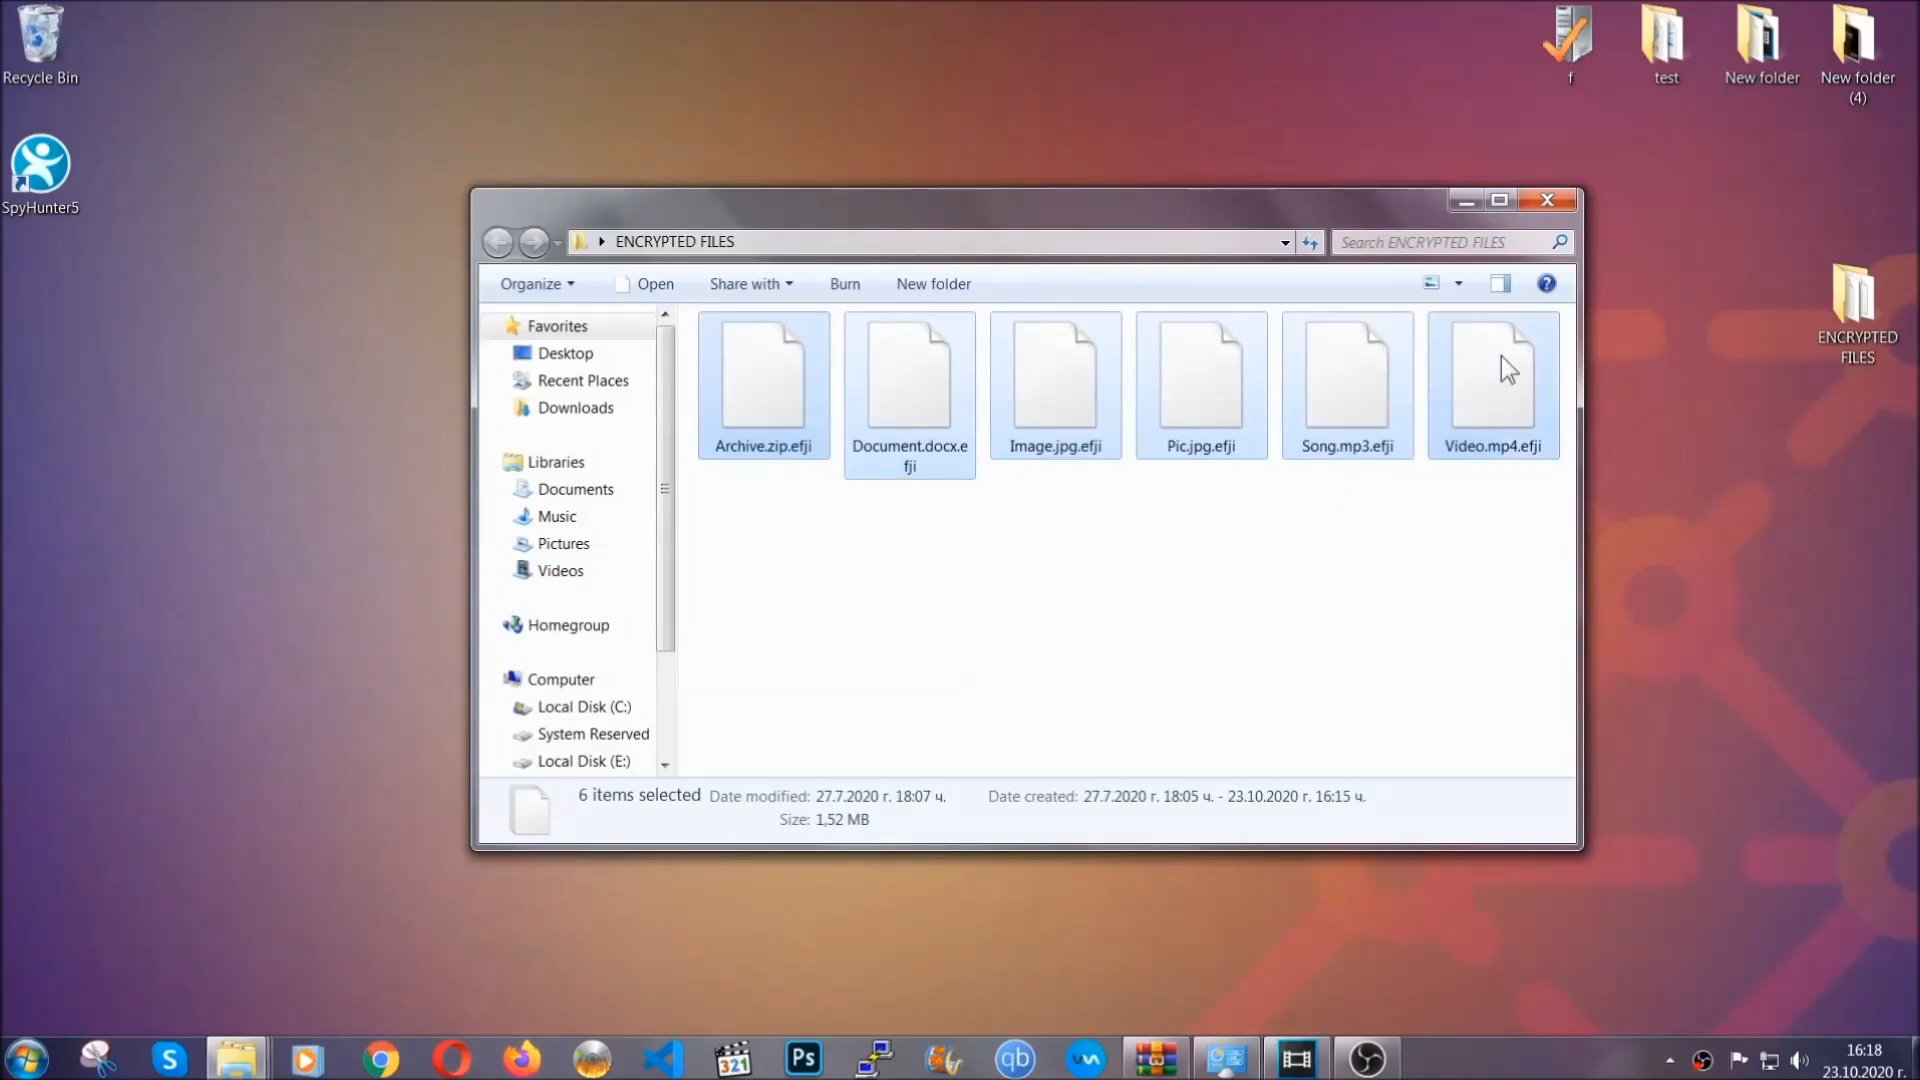 Recycle Bin
SpyHunter5
f
test
New folder
New folder
(4)
ENCRYPTED
FILES
ENCRYPTED FILES
Search ENCRYPTED FILES
Organize
Open
Share with
Burn
New folder
Favorites
Desktop
Recent Places
Downloads
Libraries
Documents
Music
Pictures
Videos
Homegroup
Computer
Local Disk (C:)
System Reserved
Local Disk (E:)
Archive.zip.efji
Document.docx.e
fji
Image.jpg.efji
Pic.jpg.efji
Song.mp3.efji
Video.mp4.efji
6 items selected Date modified: 27.7.2020 г. 18:07 ч. Date created: 27.7.2020 г. 18:05 ч. - 23.10.2020 г. 16:15 ч.
Size: 1,52 MB
S
321
Ps
qb
16:18
23.10.2020 г.